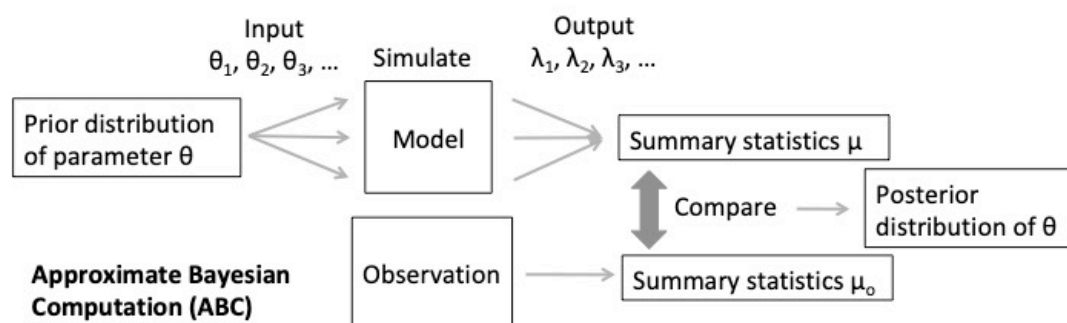 Input
θ₁, θ₂, θ₃, ...
Simulate
Output
λ₁, λ₂, λ₃, ...
Prior distribution
of parameter θ
Model
Summary statistics μ
Compare
Posterior
distribution of θ
Observation
Summary statistics μₒ
Approximate Bayesian
Computation (ABC)